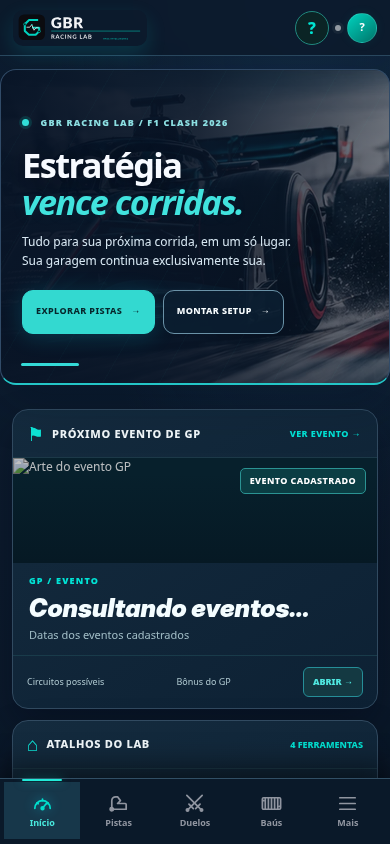 GBR
RACING LAB
?
?
GBR RACING LAB / F1 CLASH 2026
Estratégia
vence corridas.
Tudo para sua próxima corrida, em um só lugar.
Sua garagem continua exclusivamente sua.
EXPLORAR PISTAS →
MONTAR SETUP →
PRÓXIMO EVENTO DE GP
VER EVENTO →
Arte do evento GP
EVENTO CADASTRADO
GP / EVENTO
Consultando eventos...
Datas dos eventos cadastrados
Circuitos possíveis
Bônus do GP
ABRIR →
ATALHOS DO LAB
4 FERRAMENTAS
Início
Pistas
Duelos
Baús
Mais